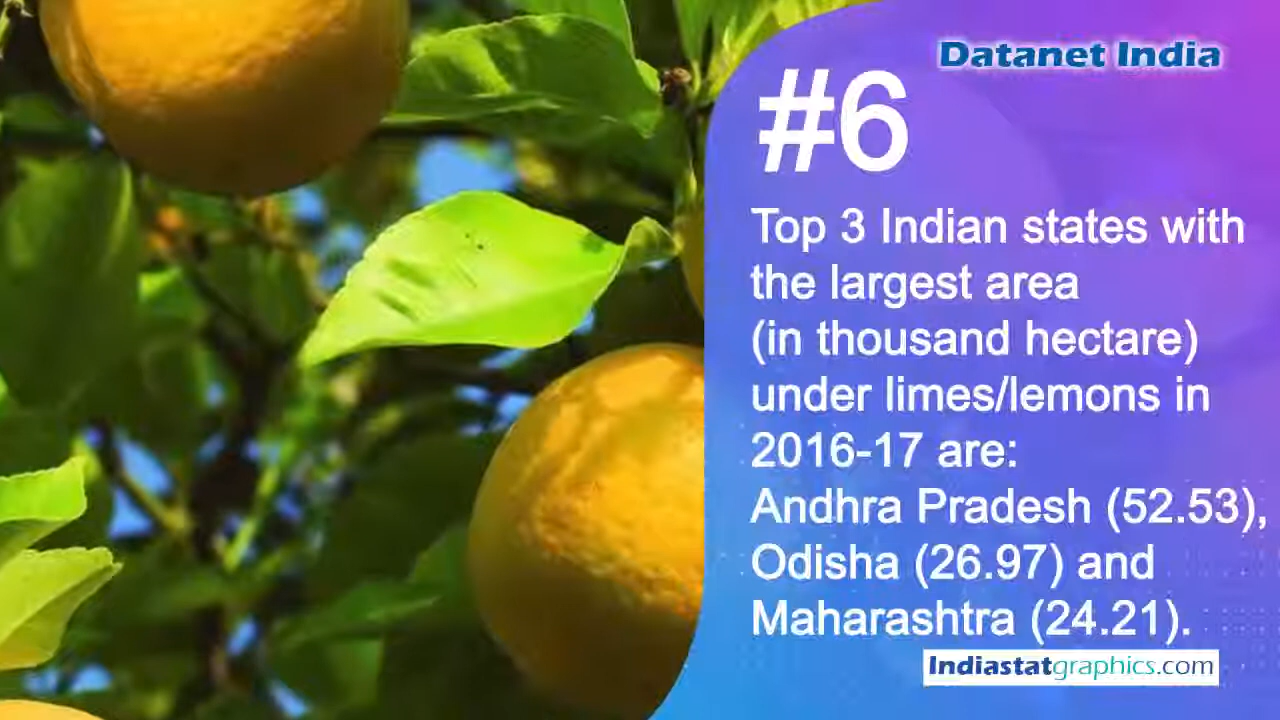 Datanet India
#6
Top 3 Indian states with
the largest area
(in thousand hectare)
under limes/lemons in
2016-17 are:
Andhra Pradesh (52.53),
Odisha (26.97) and
Maharashtra (24.21).
Indiastatgraphics.com